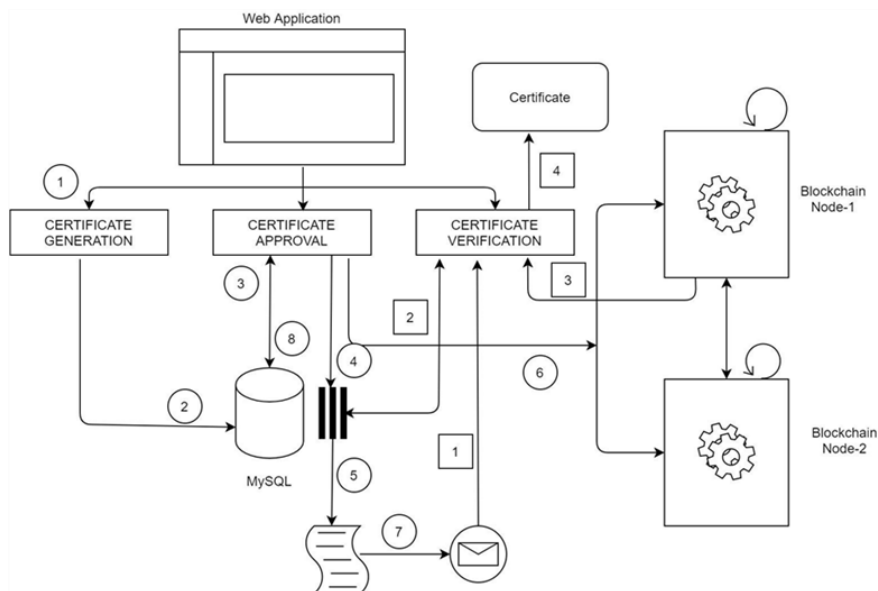 Web Application
Certificate
4
1
CERTIFICATE
GENERATION
CERTIFICATE
APPROVAL
CERTIFICATE
VERIFICATION
Blockchain
Node-1
3
3
2
8
4
6
2
MySQL
1
5
7
Blockchain
Node-2